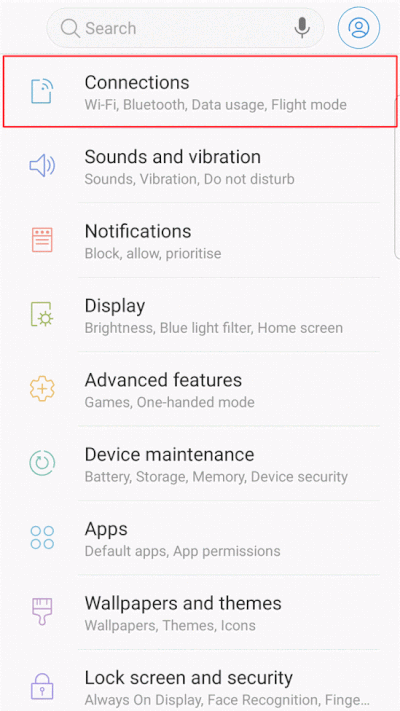 Search
Connections
Wi-Fi, Bluetooth, Data usage, Flight mode
Sounds and vibration
Sounds, Vibration, Do not disturb
Notifications
Block, allow, prioritise
Display
Brightness, Blue light filter, Home screen
Advanced features
Games, One-handed mode
Device maintenance
Battery, Storage, Memory, Device security
Apps
Default apps, App permissions
Wallpapers and themes
Wallpapers, Themes, Icons
Lock screen and security
Always On Display, Face Recognition, Finge...